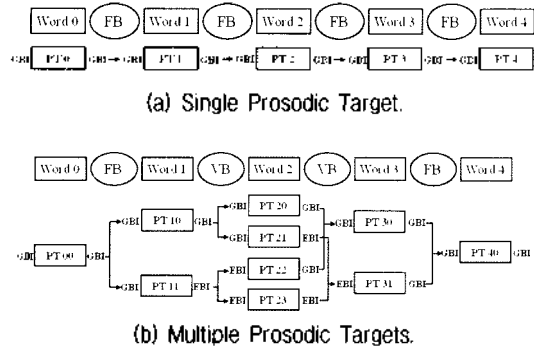 Word 0 FB Word 1 FB Word 2 FB Word 3 FB Word 4
GBI PT 0 GBI → GBI PT 1 GBI → GBI PT 2 GBI → GBI PT 3 GBI → GBI PT 4 GBI
(a) Single Prosodic Target.
Word 0 FB Word 1 VB Word 2 VB Word 3 FB Word 4
GBI PT 20 GBI
GBI PT 10 GBI GBI PT 30 GBI
GBI PT 21 EBI
GBI PT 00 GBI GBI PT 40 GBI
EBI PT 22 GBI
GBI PT 11 EBI EBI PT 31 GBI
EBI PT 23 EBI
(b) Multiple Prosodic Targets.